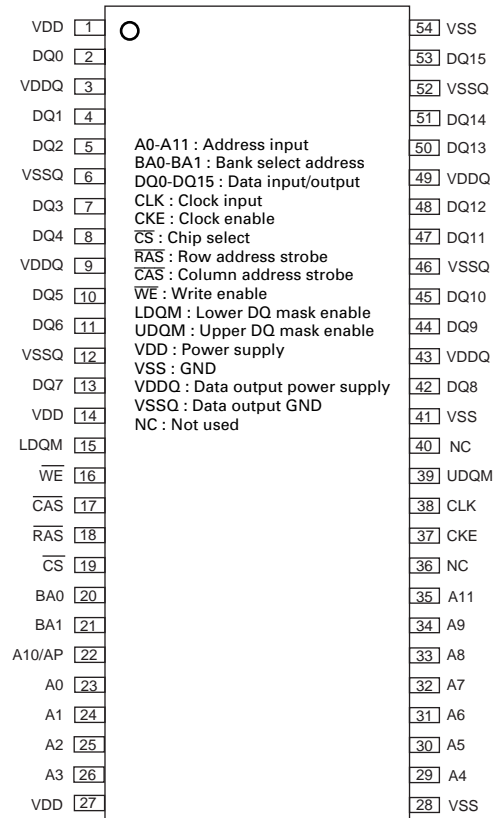 VDD 1
DQ0 2
VDDQ 3
DQ1 4
DQ2 5
VSSQ 6
DQ3 7
DQ4 8
VDDQ 9
DQ5 10
DQ6 11
VSSQ 12
DQ7 13
VDD 14
LDQM 15
WE 16
CAS 17
RAS 18
CS 19
BA0 20
BA1 21
A10/AP 22
A0 23
A1 24
A2 25
A3 26
VDD 27
A0-A11 : Address input
BA0-BA1 : Bank select address
DQ0-DQ15 : Data input/output
CLK : Clock input
CKE : Clock enable
CS : Chip select
RAS : Row address strobe
CAS : Column address strobe
WE : Write enable
LDQM : Lower DQ mask enable
UDQM : Upper DQ mask enable
VDD : Power supply
VSS : GND
VDDQ : Data output power supply
VSSQ : Data output GND
NC : Not used
54 VSS
53 DQ15
52 VSSQ
51 DQ14
50 DQ13
49 VDDQ
48 DQ12
47 DQ11
46 VSSQ
45 DQ10
44 DQ9
43 VDDQ
42 DQ8
41 VSS
40 NC
39 UDQM
38 CLK
37 CKE
36 NC
35 A11
34 A9
33 A8
32 A7
31 A6
30 A5
29 A4
28 VSS